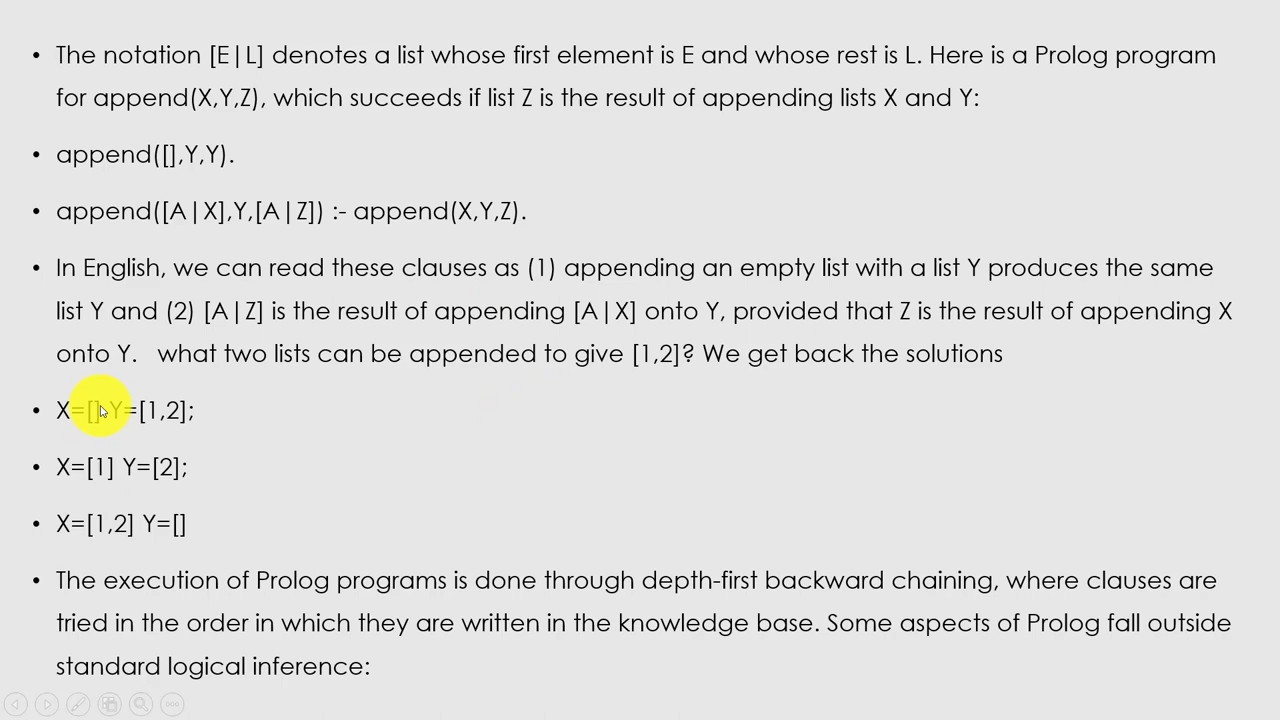 • The notation [E|L] denotes a list whose first element is E and whose rest is L. Here is a Prolog program
for append(X,Y,Z), which succeeds if list Z is the result of appending lists X and Y:
• append([],Y,Y).
• append([A|X],Y,[A|Z]) :- append(X,Y,Z).
• In English, we can read these clauses as (1) appending an empty list with a list Y produces the same
list Y and (2) [A|Z] is the result of appending [A|X] onto Y, provided that Z is the result of appending X
onto Y.   what two lists can be appended to give [1,2]? We get back the solutions
• X=[] Y=[1,2];
• X=[1] Y=[2];
• X=[1,2] Y=[]
• The execution of Prolog programs is done through depth-first backward chaining, where clauses are
tried in the order in which they are written in the knowledge base. Some aspects of Prolog fall outside
standard logical inference: